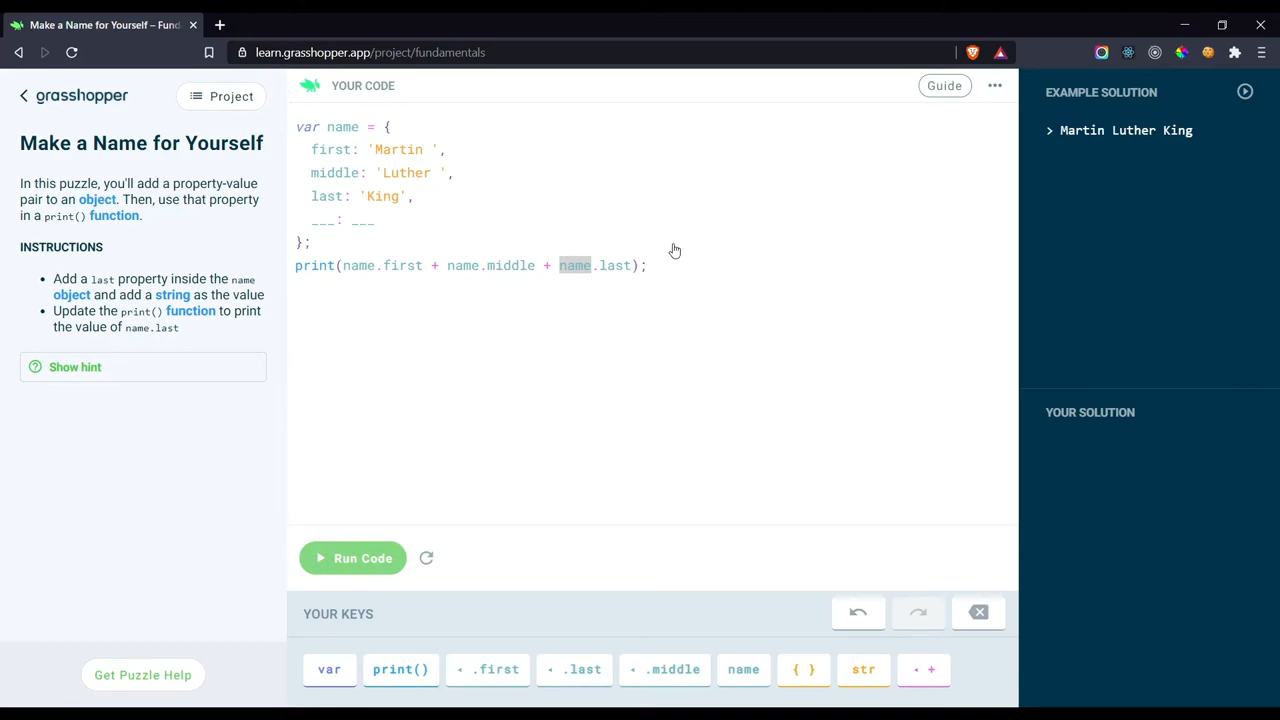 Make a Name for Yourself – Fund
learn.grasshopper.app/project/fundamentals
grasshopper
Project
Make a Name for Yourself
In this puzzle, you'll add a property-value
pair to an object. Then, use that property
in a print() function.
INSTRUCTIONS
• Add a last property inside the name
object and add a string as the value
• Update the print() function to print
the value of name.last
Show hint
Get Puzzle Help
YOUR CODE
Guide
var name = {
first: 'Martin ',
middle: 'Luther ',
last: 'King',
___: ___
};
print(name.first + name.middle + name.last);
Run Code
YOUR KEYS
var
print()
.first
.last
.middle
name
{ }
str
+
EXAMPLE SOLUTION
> Martin Luther King
YOUR SOLUTION